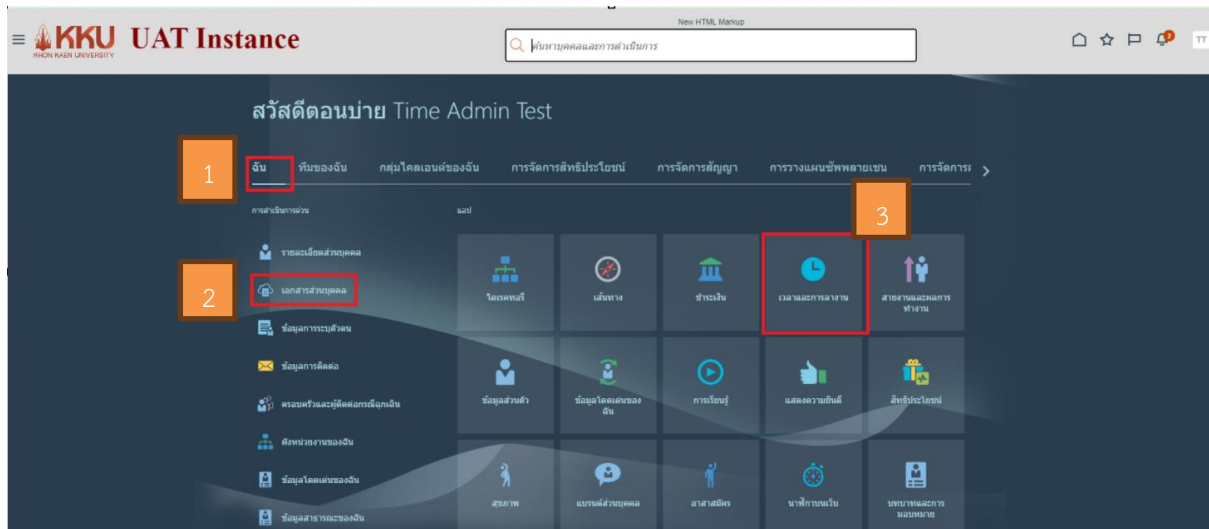 New HTML Markup
KKU
KHON KAEN UNIVERSITY
UAT Instance
ค้นหาบุคคลและการดำเนินการ
2
TT
สวัสดีตอนบ่าย Time Admin Test
1
ฉัน
ทีมของฉัน
กลุ่มไคลเอนต์ของฉัน
การจัดการสิทธิประโยชน์
การจัดการสัญญา
การวางแผนซัพพลายเชน
การดำเนินการด่วน
แอป
3
รายละเอียดส่วนบุคคล
2
เอกสารส่วนบุคคล
ข้อมูลการระบุตัวตน
ข้อมูลการติดต่อ
ครอบครัวและผู้ติดต่อกรณีฉุกเฉิน
ผังหน่วยงานของฉัน
ข้อมูลโดดเด่นของฉัน
ข้อมูลสาธารณะของฉัน
ไดเรคทอรี
เส้นทาง
ชำระเงิน
เวลาและการลางาน
สายงานและผลการ
ทำงาน
ข้อมูลส่วนตัว
ข้อมูลโดดเด่นของ
ฉัน
การเรียนรู้
แสดงความยินดี
สิทธิประโยชน์
สุขภาพ
แบรนด์ส่วนบุคคล
อาสาสมัคร
นาฬิกาบนเว็บ
บทบาทและการ
มอบหมาย